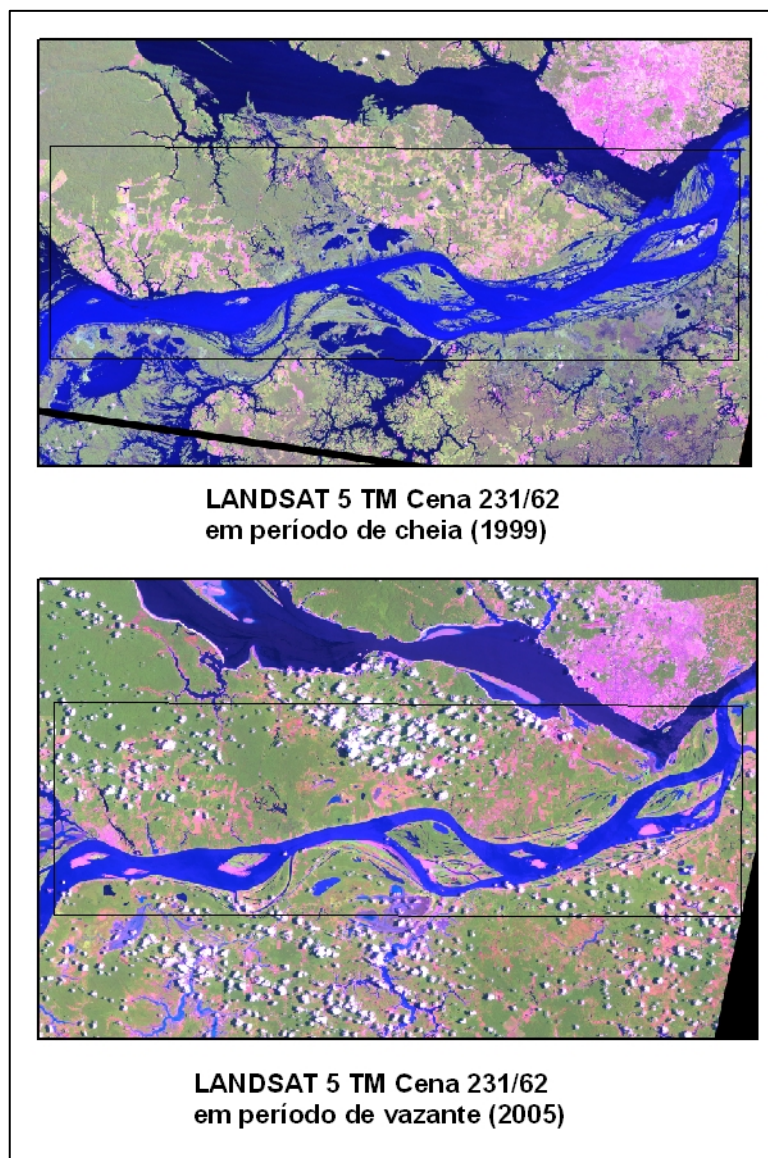 LANDSAT 5 TM Cena 231/62
em período de cheia (1999)
LANDSAT 5 TM Cena 231/62
em período de vazante (2005)